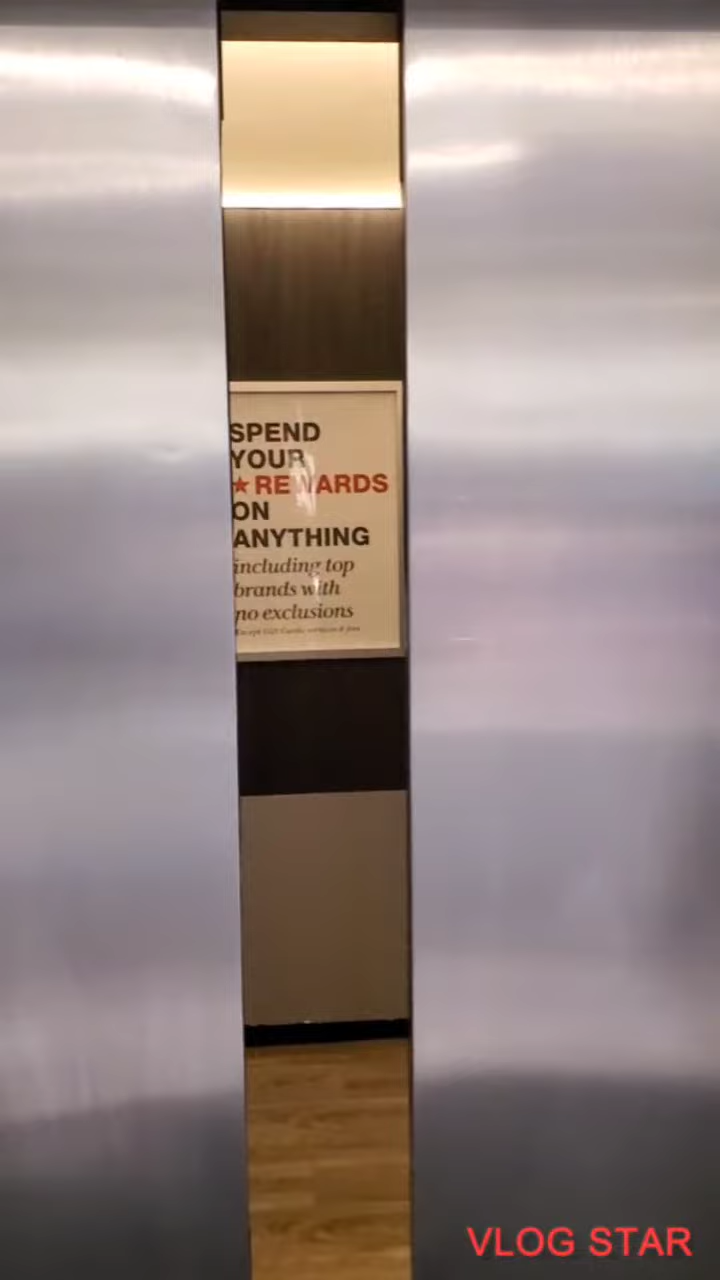 SPEND
YOUR
★ REWARDS
ON
ANYTHING
including top
brands with
no exclusions
VLOG STAR